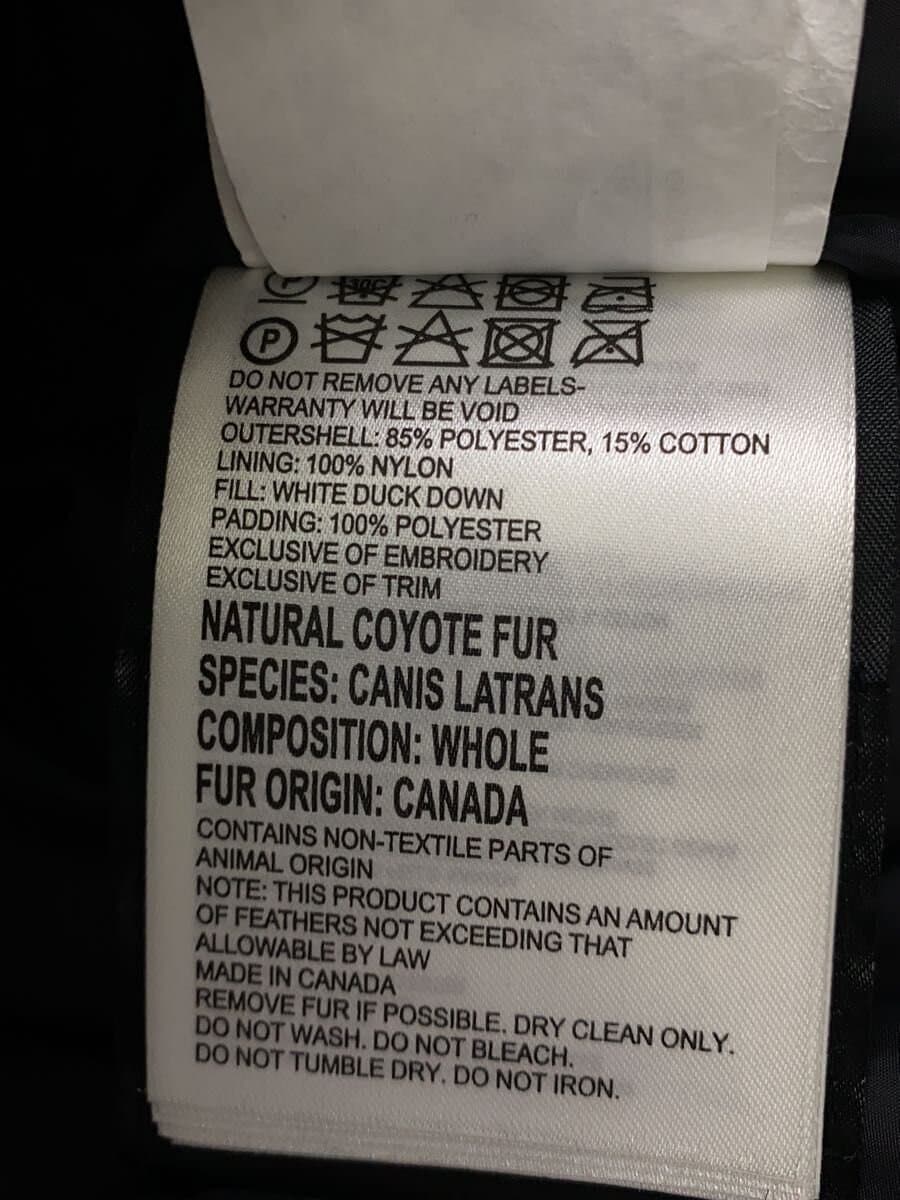 P
DO NOT REMOVE ANY LABELS-
WARRANTY WILL BE VOID
OUTERSHELL: 85% POLYESTER, 15% COTTON
LINING: 100% NYLON
FILL: WHITE DUCK DOWN
PADDING: 100% POLYESTER
EXCLUSIVE OF EMBROIDERY
EXCLUSIVE OF TRIM
NATURAL COYOTE FUR
SPECIES: CANIS LATRANS
COMPOSITION: WHOLE
FUR ORIGIN: CANADA
CONTAINS NON-TEXTILE PARTS OF
ANIMAL ORIGIN
NOTE: THIS PRODUCT CONTAINS AN AMOUNT
OF FEATHERS NOT EXCEEDING THAT
ALLOWABLE BY LAW
MADE IN CANADA
REMOVE FUR IF POSSIBLE. DRY CLEAN ONLY.
DO NOT WASH. DO NOT BLEACH.
DO NOT TUMBLE DRY. DO NOT IRON.